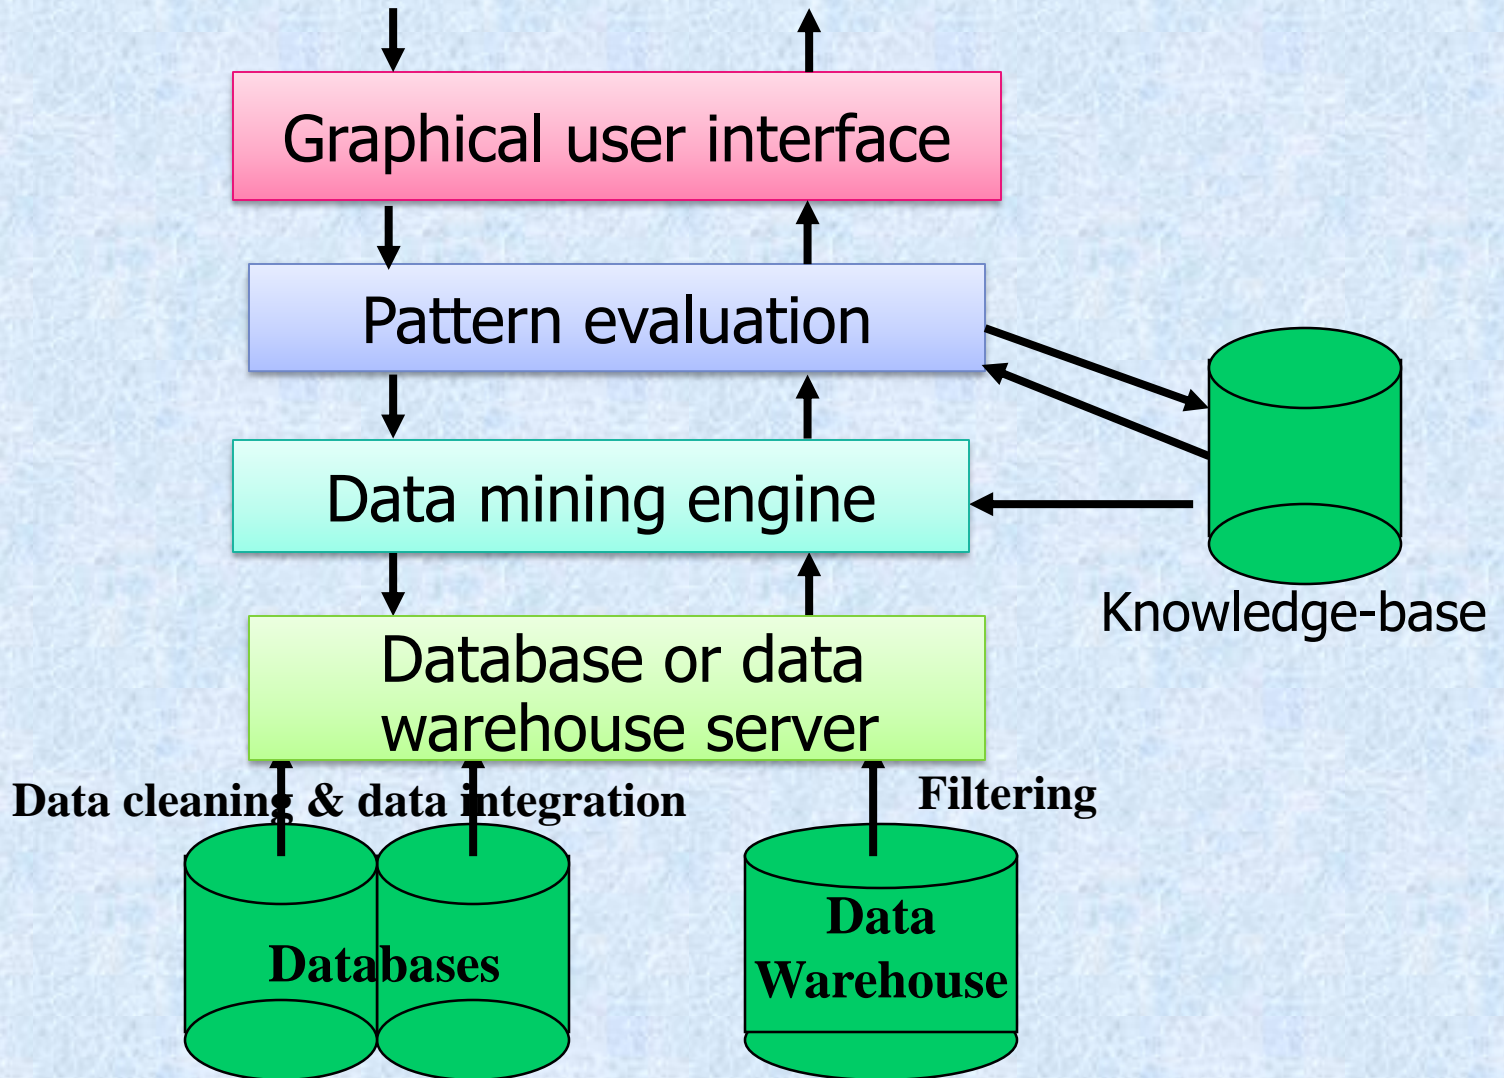 Graphical user interface
Pattern evaluation
Data mining engine
Knowledge-base
Database or data
warehouse server
Data cleaning & data integration
Filtering
Databases
Data
Warehouse